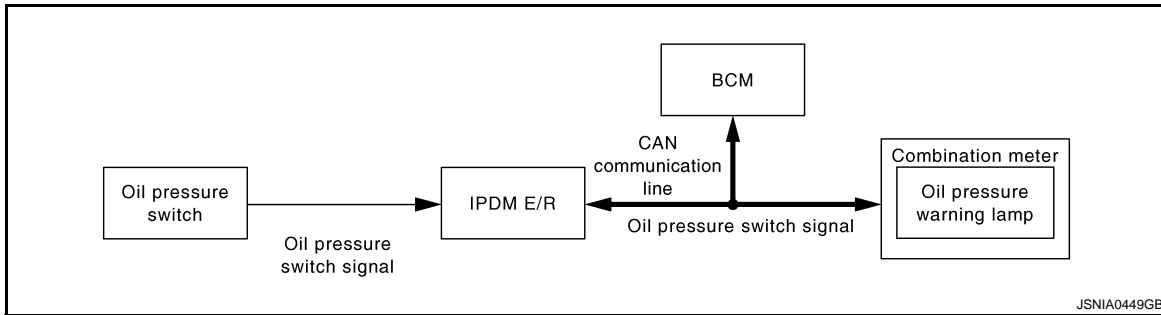 BCM
CAN
communication
line
Combination meter
Oil pressure
switch
IPDM E/R
Oil pressure
warning lamp
Oil pressure switch signal
Oil pressure
switch signal
JSNIA0449GB